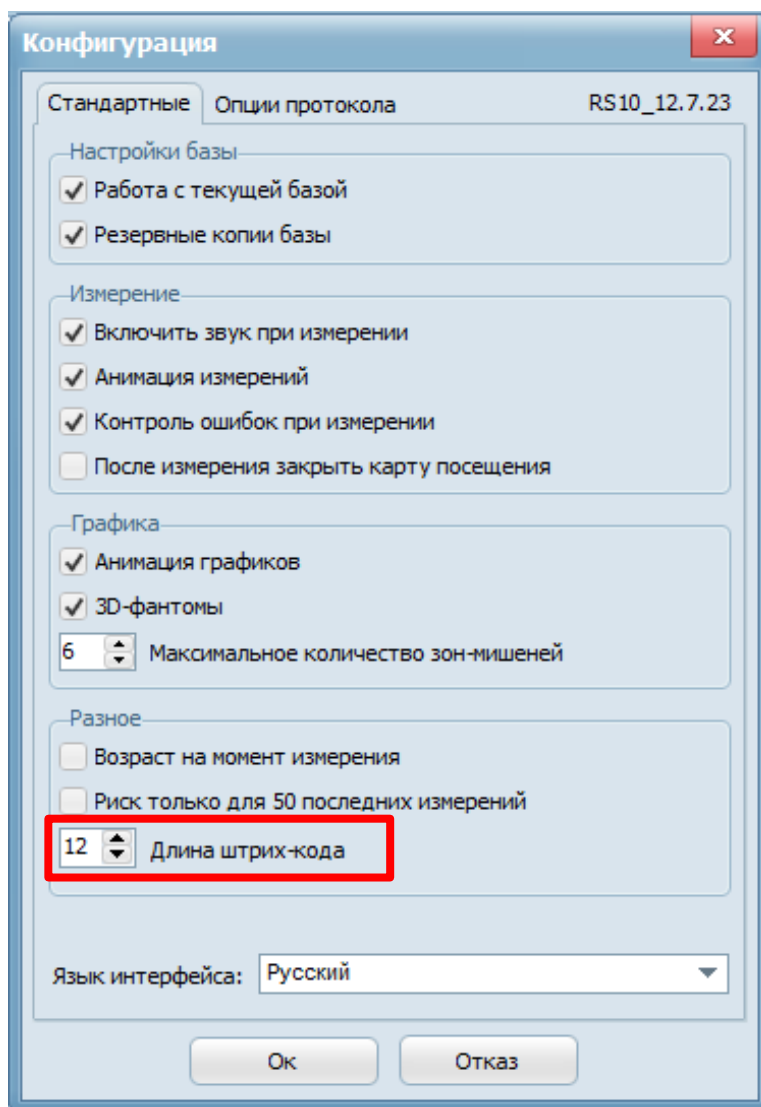 Конфигурация
Стандартные Опции протокола RS10_12.7.23
Настройки базы
Работа с текущей базой
Резервные копии базы
Измерение
Включить звук при измерении
Анимация измерений
Контроль ошибок при измерении
После измерения закрыть карту посещения
Графика
Анимация графиков
3D-фантомы
6 Максимальное количество зон-мишеней
Разное
Возраст на момент измерения
Риск только для 50 последних измерений
12 Длина штрих-кода
Язык интерфейса: Русский
Ок Отказ